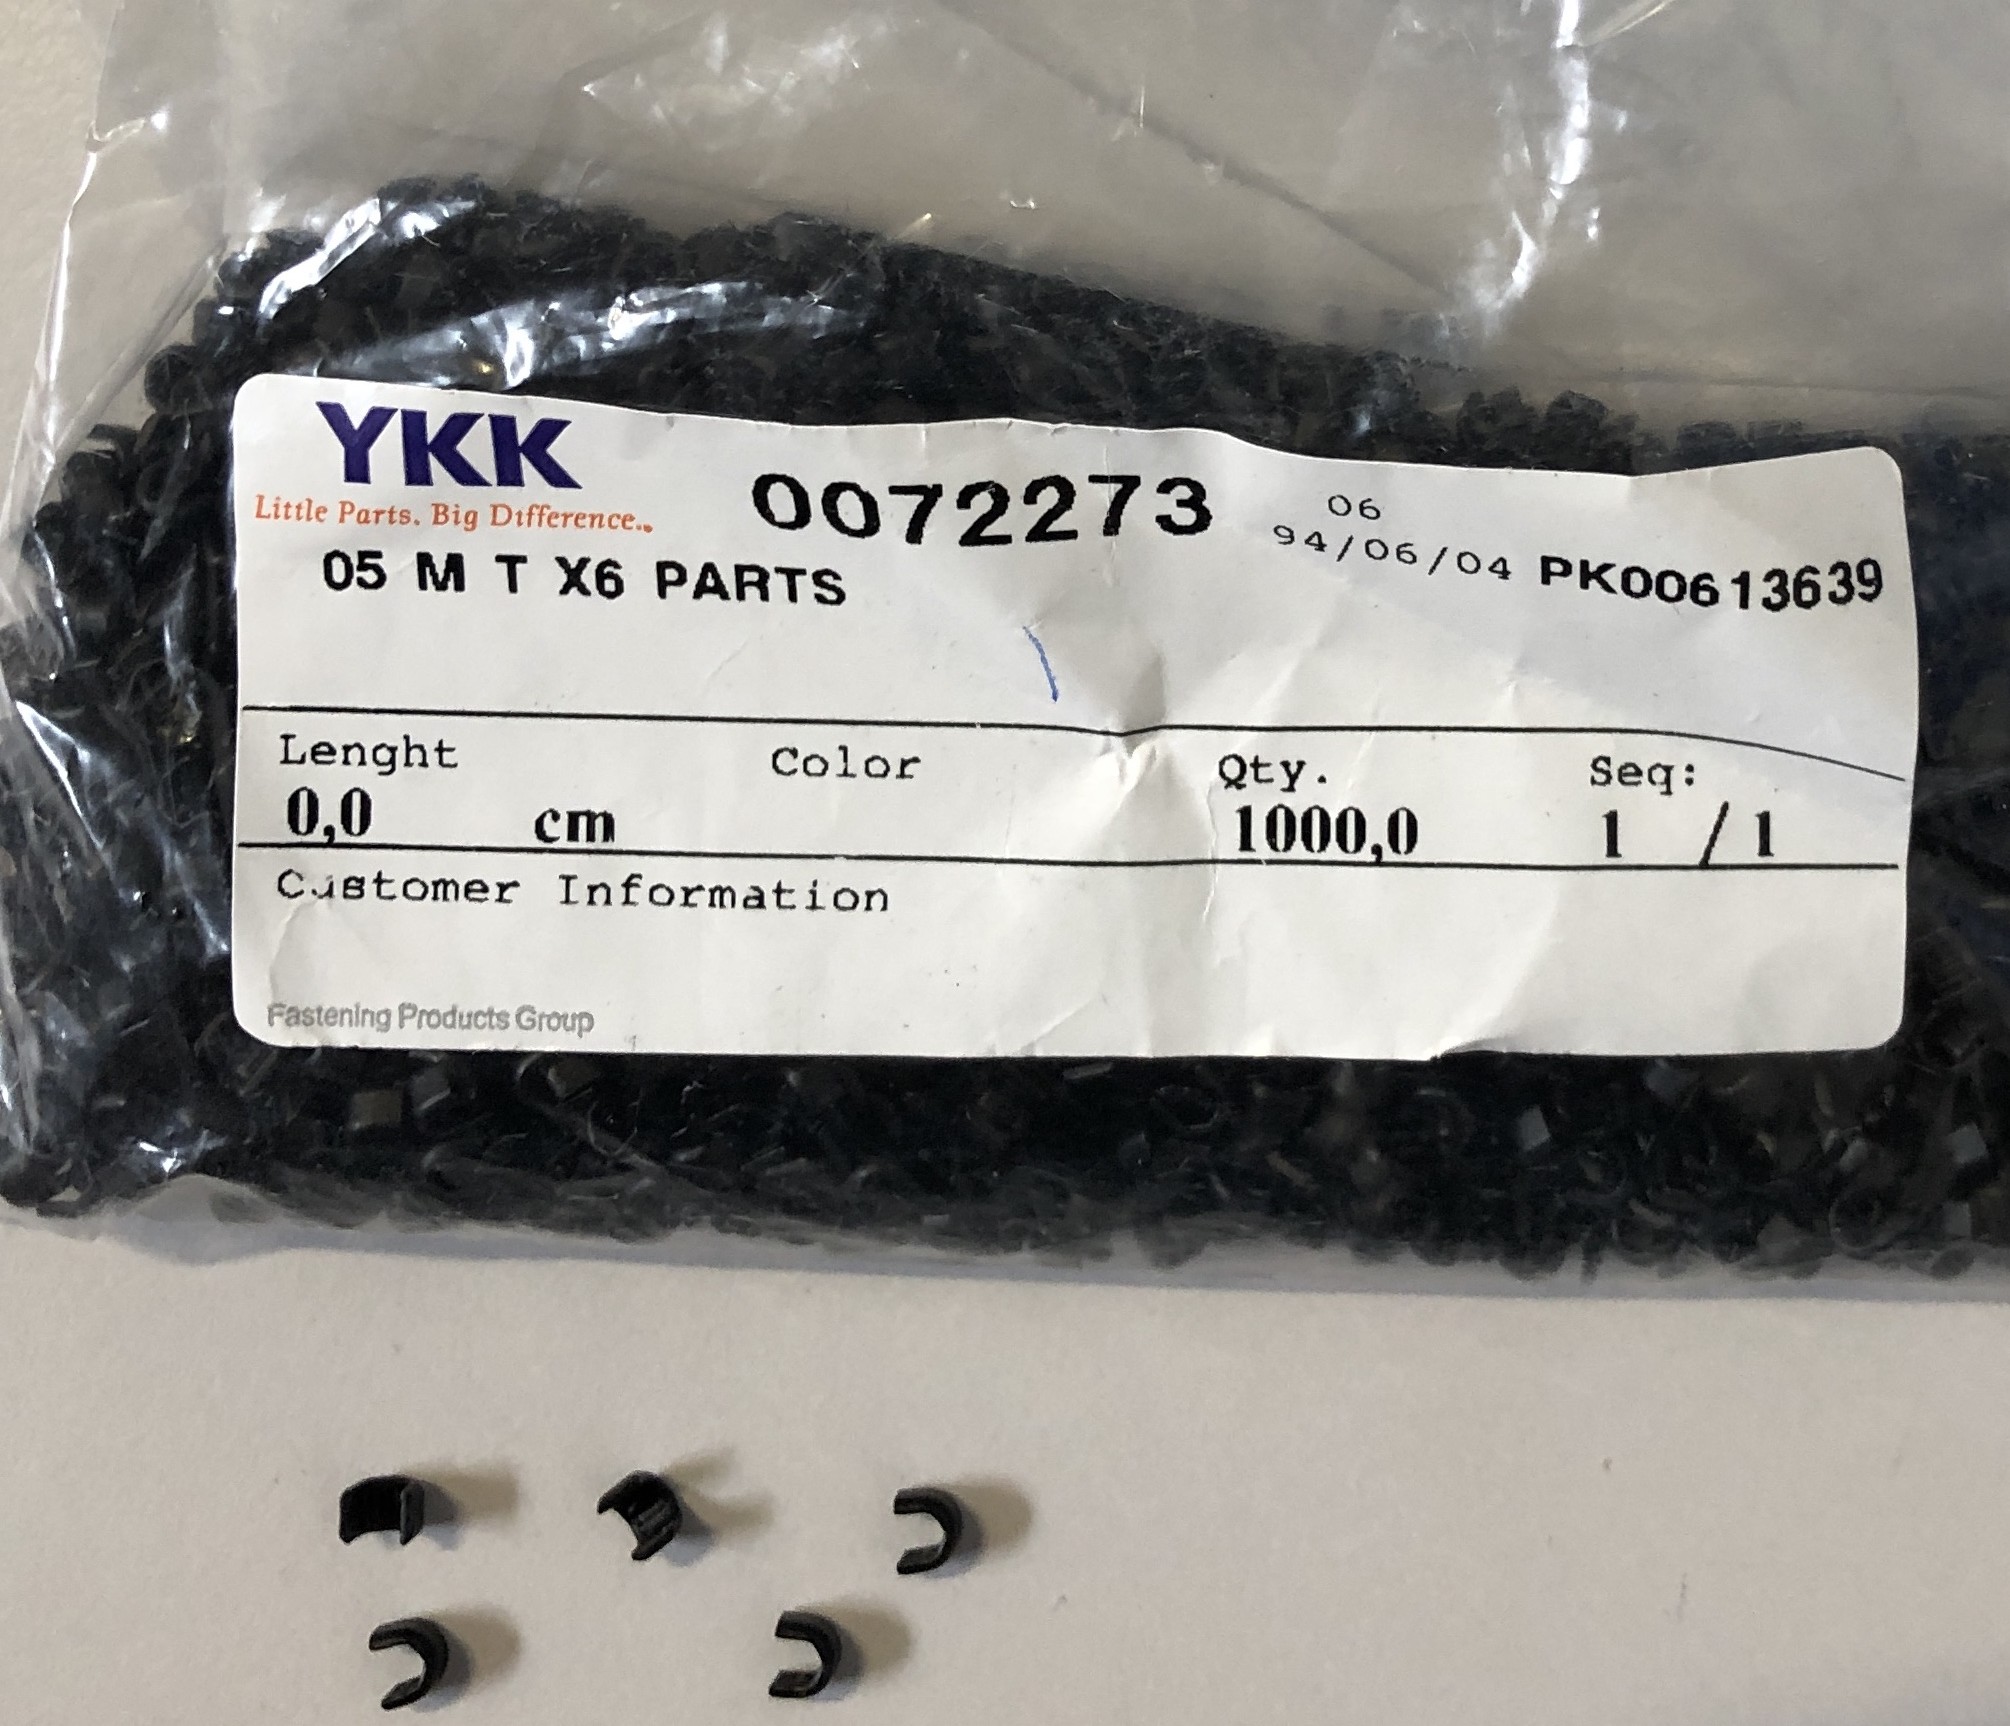 YKK
Little Parts. Big Difference.
0072273
06
94/06/04 PK00613639
05 M T X6 PARTS
Lenght Color Qty. Seq:
0,0 cm 1000,0 1 / 1
Customer Information
Fastening Products Group